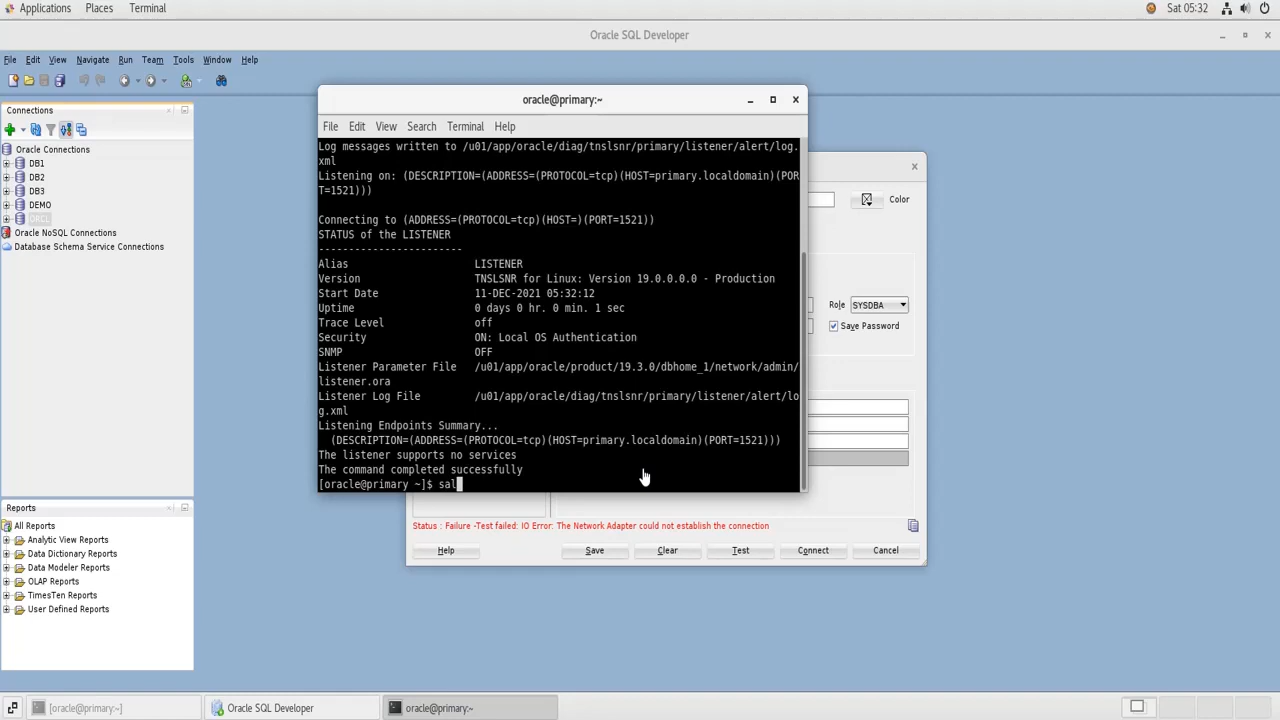 Applications Places Terminal Sat 05:32
Oracle SQL Developer
File Edit View Navigate Run Team Tools Window Help
Connections
Oracle Connections
DB1
DB2
DB3
DEMO
ORCL
Oracle NoSQL Connections
Database Schema Service Connections
oracle@primary:~
File Edit View Search Terminal Help
Log messages written to /u01/app/oracle/diag/tnslsnr/primary/listener/alert/log.
xml
Listening on: (DESCRIPTION=(ADDRESS=(PROTOCOL=tcp)(HOST=primary.localdomain)(POR
T=1521)))
Connecting to (ADDRESS=(PROTOCOL=tcp)(HOST=)(PORT=1521))
STATUS of the LISTENER
------------------------
Alias LISTENER
Version TNSLSNR for Linux: Version 19.0.0.0.0 - Production
Start Date 11-DEC-2021 05:32:12
Uptime 0 days 0 hr. 0 min. 1 sec
Trace Level off
Security ON: Local OS Authentication
SNMP OFF
Listener Parameter File /u01/app/oracle/product/19.3.0/dbhome_1/network/admin/
listener.ora
Listener Log File /u01/app/oracle/diag/tnslsnr/primary/listener/alert/lo
g.xml
Listening Endpoints Summary...
(DESCRIPTION=(ADDRESS=(PROTOCOL=tcp)(HOST=primary.localdomain)(PORT=1521)))
The listener supports no services
The command completed successfully
[oracle@primary ~]$ sal
Color
Role SYSDBA
Save Password
Status : Failure -Test failed: IO Error: The Network Adapter could not establish the connection
Help Save Clear Test Connect Cancel
Reports
All Reports
Analytic View Reports
Data Dictionary Reports
Data Modeler Reports
OLAP Reports
TimesTen Reports
User Defined Reports
[oracle@primary:~] Oracle SQL Developer oracle@primary:~